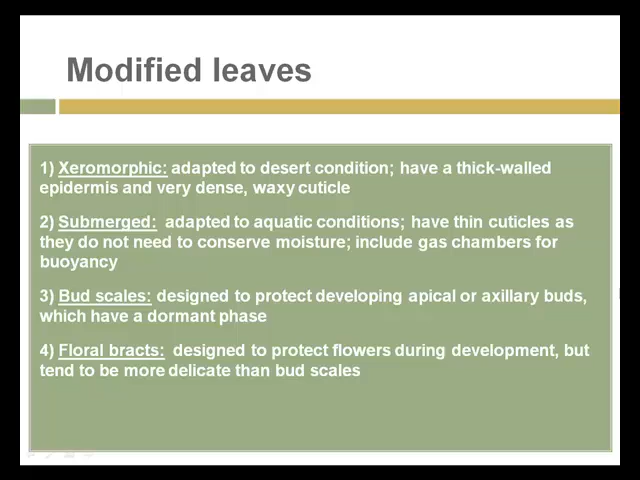 Modified leaves
1) Xeromorphic: adapted to desert condition; have a thick-walled
epidermis and very dense, waxy cuticle
2) Submerged: adapted to aquatic conditions; have thin cuticles as
they do not need to conserve moisture; include gas chambers for
buoyancy
3) Bud scales: designed to protect developing apical or axillary buds,
which have a dormant phase
4) Floral bracts: designed to protect flowers during development, but
tend to be more delicate than bud scales